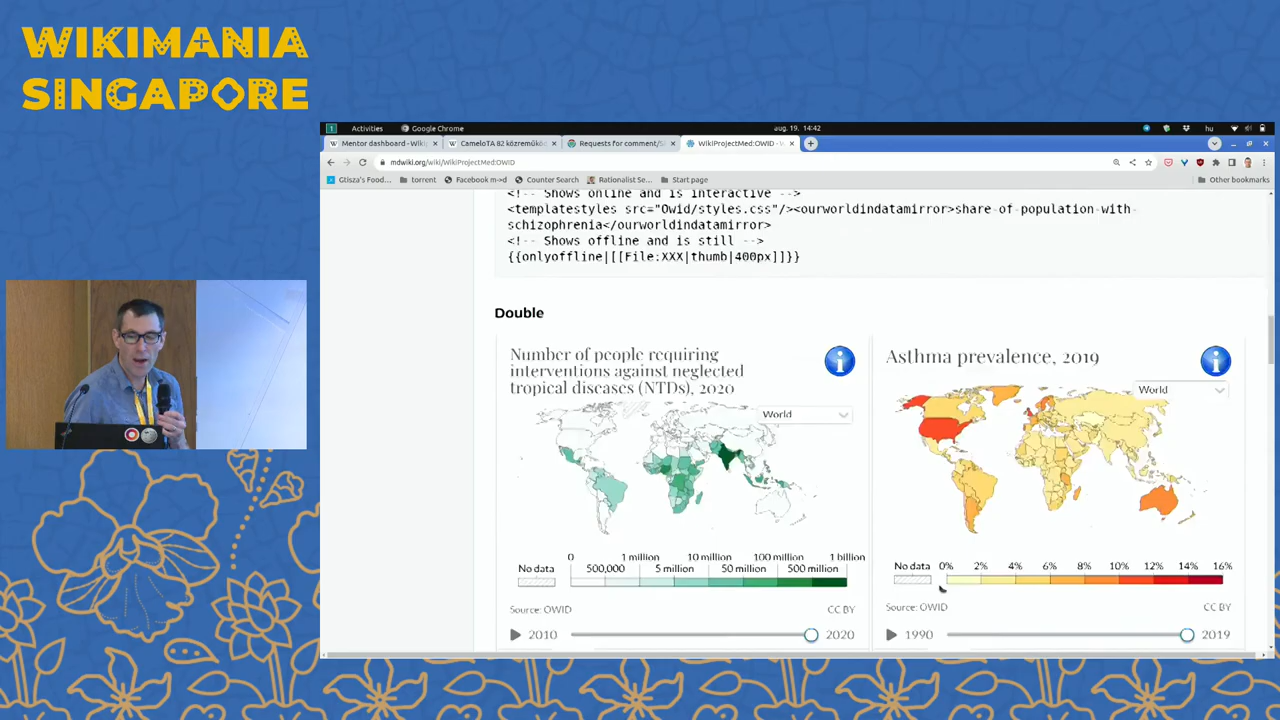 WIKIMANIA
SINGAPORE
1 Activities Google Chrome aug. 19. 14:42 hu
Mentor dashboard - Wiki CameloTA 82 közreműköd Requests for comment/S WikiProjectMed:OWID - W
mdwiki.org/wiki/WikiProjectMed:OWID
Gtisza's Food... torrent Facebook m->d Counter Search Rationalist Se... Start page Other bookmarks
<!-- Shows online and is interactive -->
<templatestyles src="Owid/styles.css"/><ourworldindatamirror>share-of-population-with-
schizophrenia</ourworldindatamirror>
<!-- Shows offline and is still -->
{{onlyoffline|[[File:XXX|thumb|400px]]}}
Double
Number of people requiring
interventions against neglected
tropical diseases (NTDs), 2020
World
0 1 million 10 million 100 million 1 billion
No data 500,000 5 million 50 million 500 million
Source: OWID CC BY
2010 2020
Asthma prevalence, 2019
World
No data 0% 2% 4% 6% 8% 10% 12% 14% 16%
Source: OWID CC BY
1990 2019